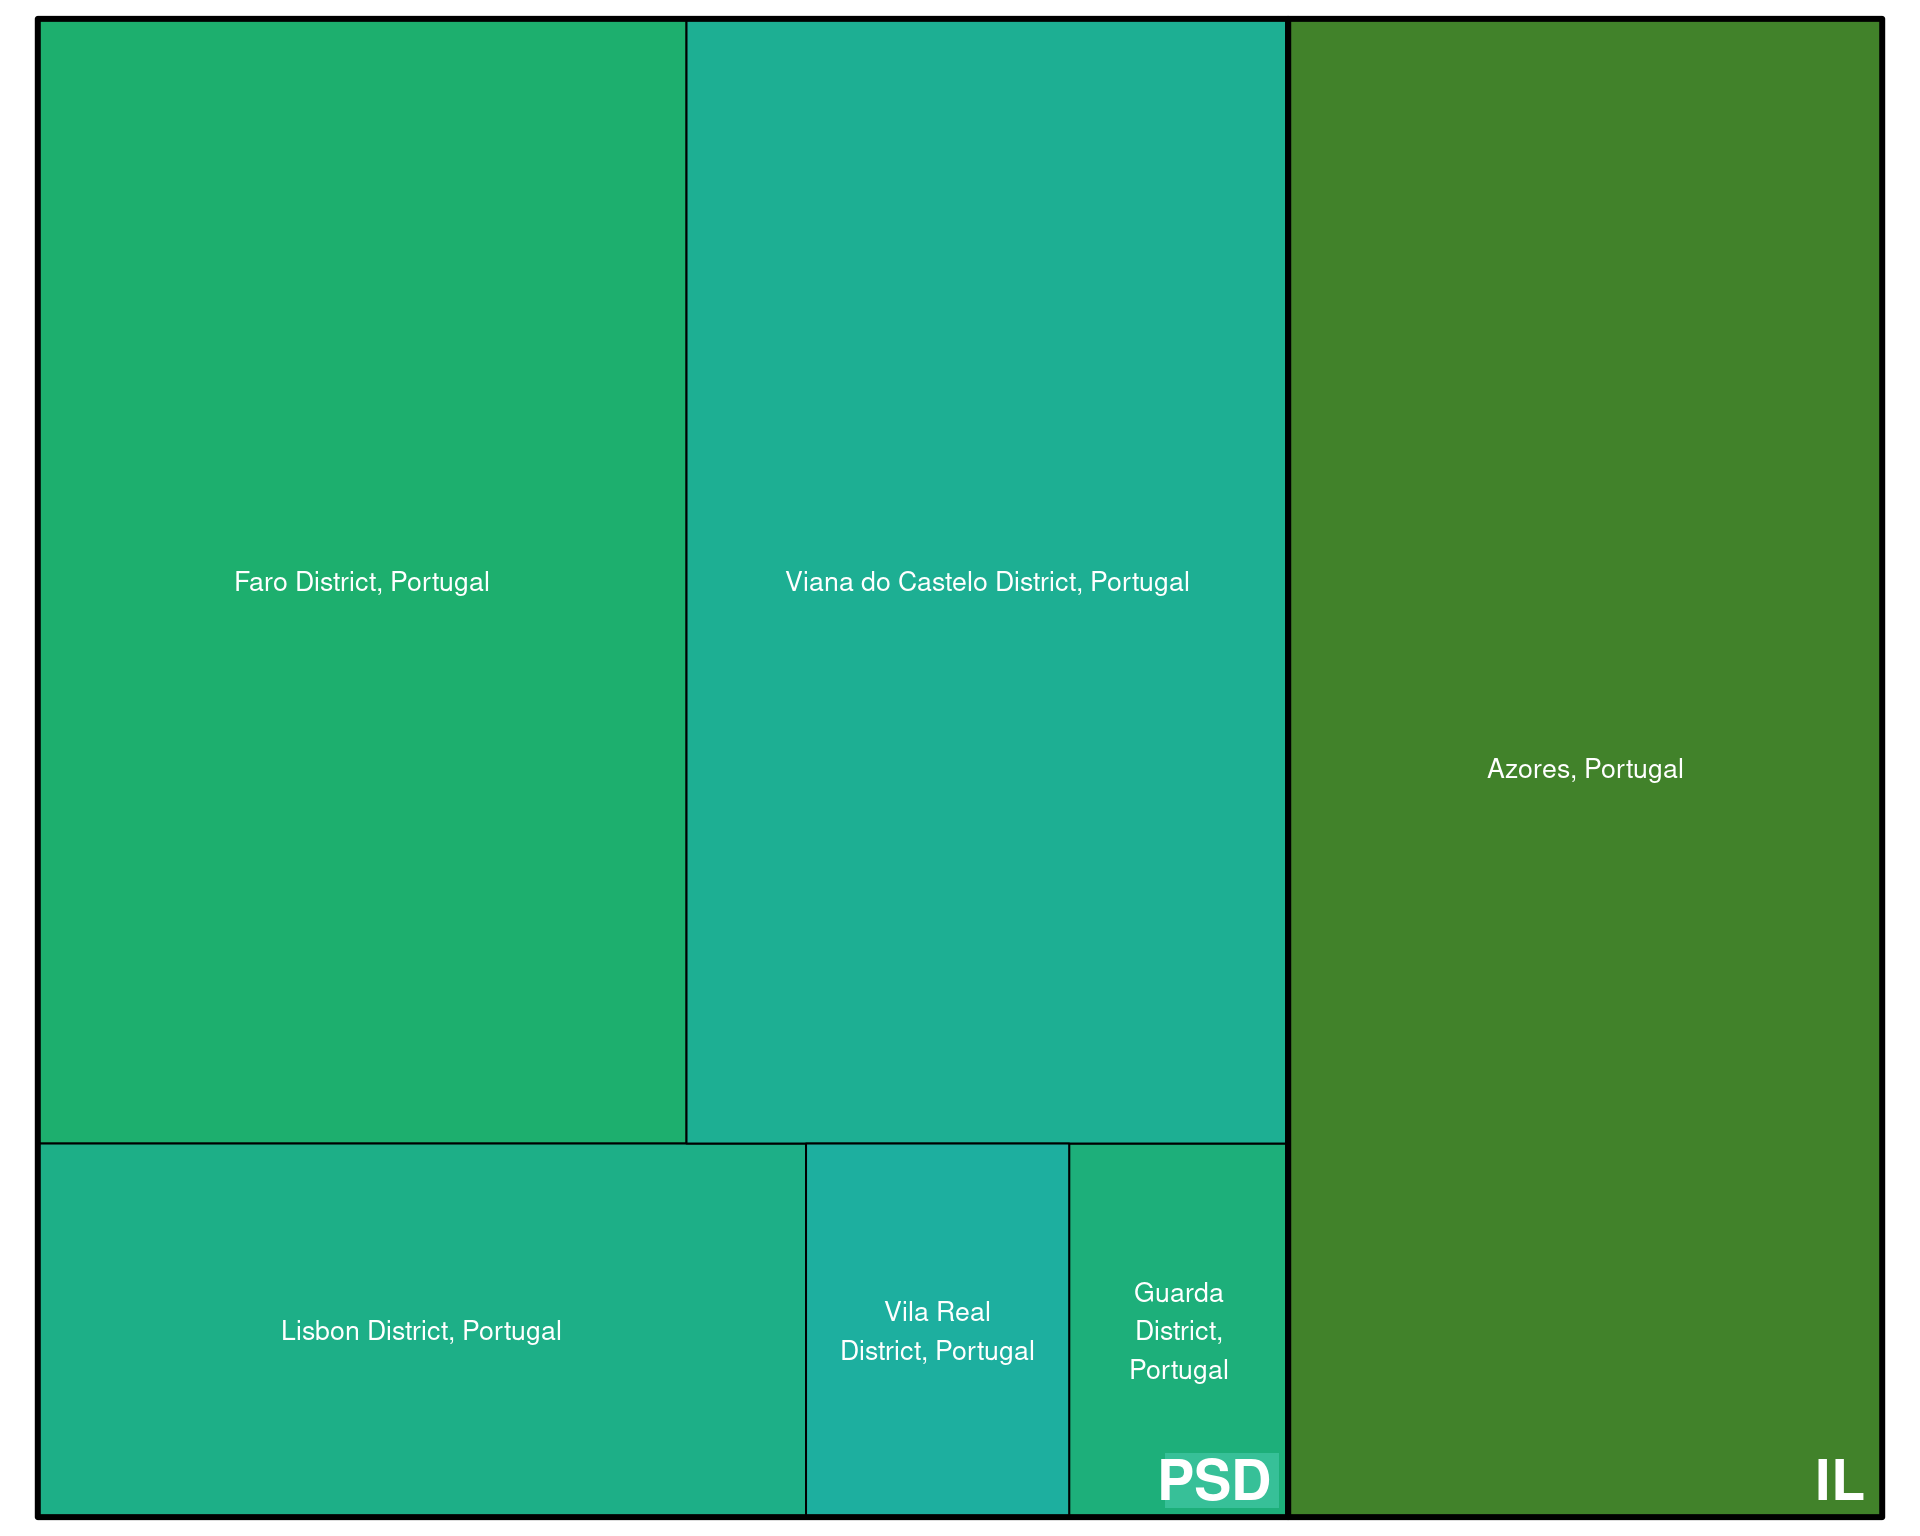 Faro District, Portugal
Viana do Castelo District, Portugal
Azores, Portugal
Lisbon District, Portugal
Vila Real
District, Portugal
Guarda
District,
Portugal
PSD
IL